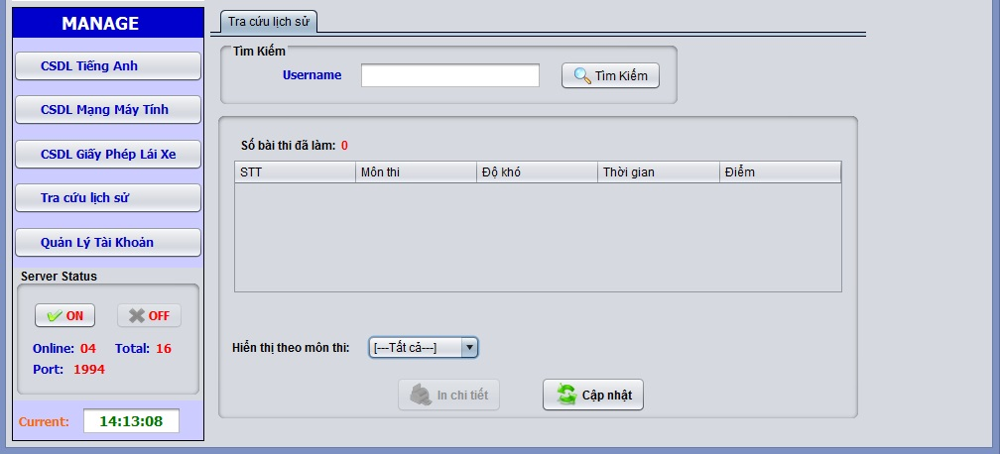 MANAGE
CSDL Tiếng Anh
CSDL Mạng Máy Tính
CSDL Giấy Phép Lái Xe
Tra cứu lịch sử
Quản Lý Tài Khoản
Server Status
ON OFF
Online: 04 Total: 16
Port: 1994
Current: 14:13:08
Tra cứu lịch sử
Tìm Kiếm
Username Tìm Kiếm
Số bài thi đã làm: 0
STT Môn thi Độ khó Thời gian Điểm
Hiển thị theo môn thi: [---Tất cả---]
In chi tiết Cập nhật